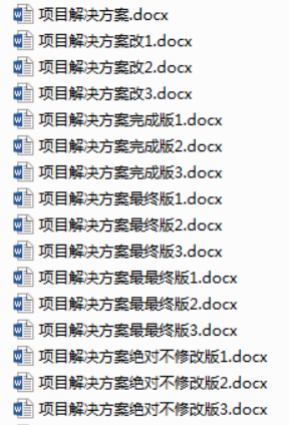 项目解决方案.docx
项目解决方案改1.docx
项目解决方案改2.docx
项目解决方案改3.docx
项目解决方案完成版1.docx
项目解决方案完成版2.docx
项目解决方案完成版3.docx
项目解决方案最终版1.docx
项目解决方案最终版2.docx
项目解决方案最终版3.docx
项目解决方案最最终版1.docx
项目解决方案最最终版2.docx
项目解决方案最最终版3.docx
项目解决方案绝对不修改版1.docx
项目解决方案绝对不修改版2.docx
项目解决方案绝对不修改版3.docx